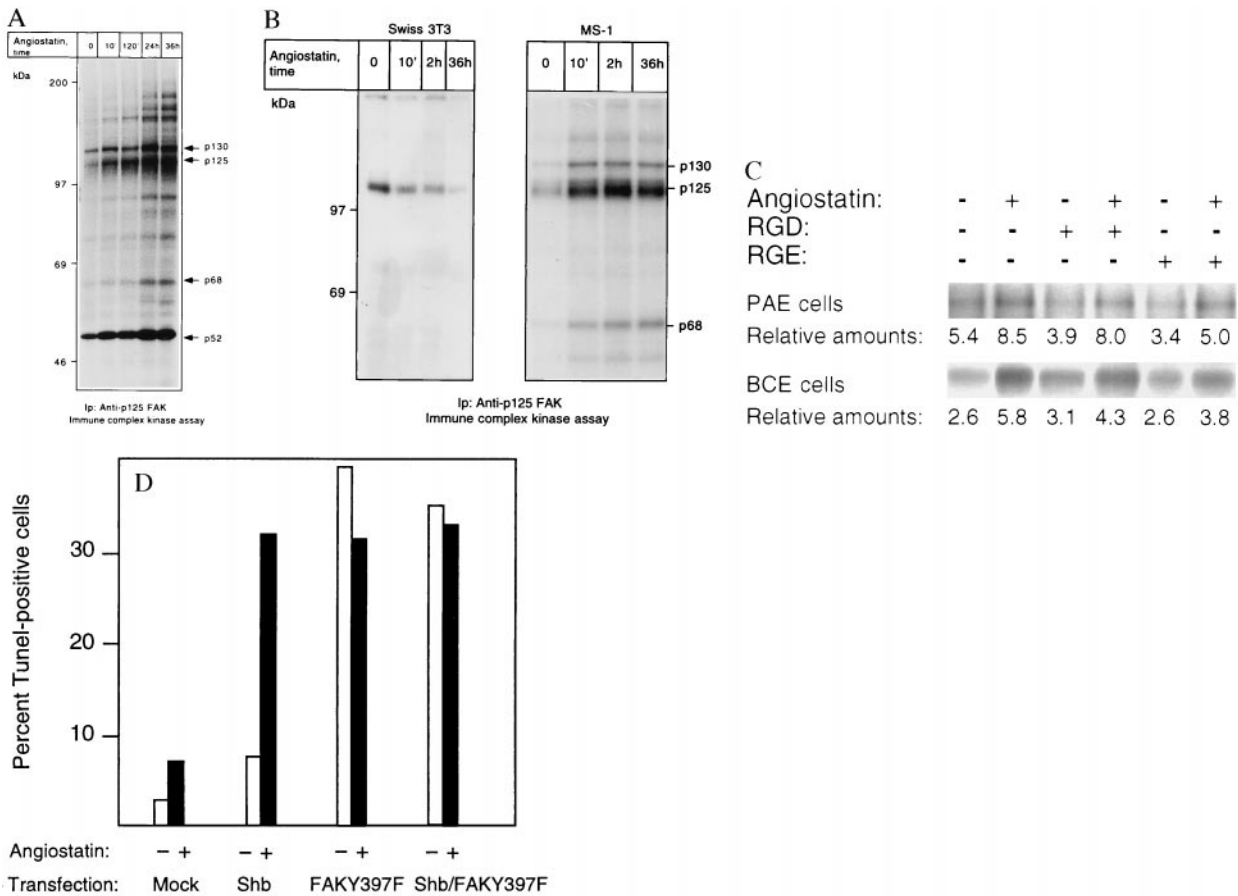 A
Angiostatin, time
0 10' 120' 24h 36h
kDa
200
97
69
46
p130
p125
p68
p52
Ip: Anti-p125 FAK
Immune complex kinase assay
B
Swiss 3T3
MS-1
Angiostatin, time
0 10' 2h 36h
0 10' 2h 36h
kDa
97
69
p130
p125
p68
Ip: Anti-p125 FAK
Immune complex kinase assay
C
Angiostatin: - + - + - +
RGD: - - + + - -
RGE: - - - - + +
PAE cells
Relative amounts: 5.4 8.5 3.9 8.0 3.4 5.0
BCE cells
Relative amounts: 2.6 5.8 3.1 4.3 2.6 3.8
D
Percent Tunel-positive cells
30
20
10
Angiostatin: – + – + – + – +
Transfection: Mock Shb FAKY397F Shb/FAKY397F